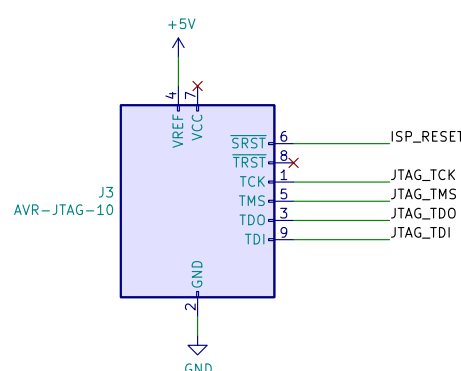 +5V
4
7
VREF
VCC
SRST 6 ISP_RESET
TRST 8
TCK 1 JTAG_TCK
TMS 5 JTAG_TMS
TDO 3 JTAG_TDO
TDI 9 JTAG_TDI
J3
AVR-JTAG-10
GND
2
GND